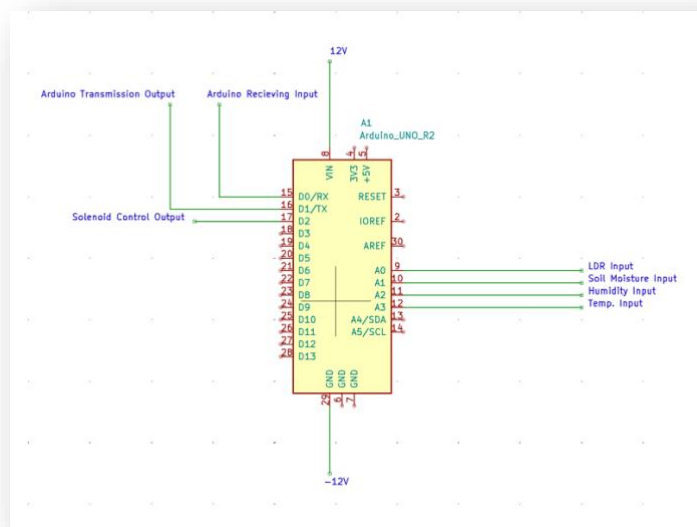 12V
Arduino Transmission Output
Arduino Recieving Input
A1
Arduino_UNO_R2
8
4
5
VIN
3V3
+5V
15 D0/RX
RESET 3
16 D1/TX
Solenoid Control Output
17 D2
IOREF 2
18 D3
19 D4
AREF 30
20 D5
21 D6
A0 9 LDR Input
22 D7
A1 10 Soil Moisture Input
23 D8
A2 11 Humidity Input
24 D9
A3 12 Temp. Input
25 D10
A4/SDA 13
26 D11
A5/SCL 14
27 D12
28 D13
GND
GND
GND
29
6
7
-12V